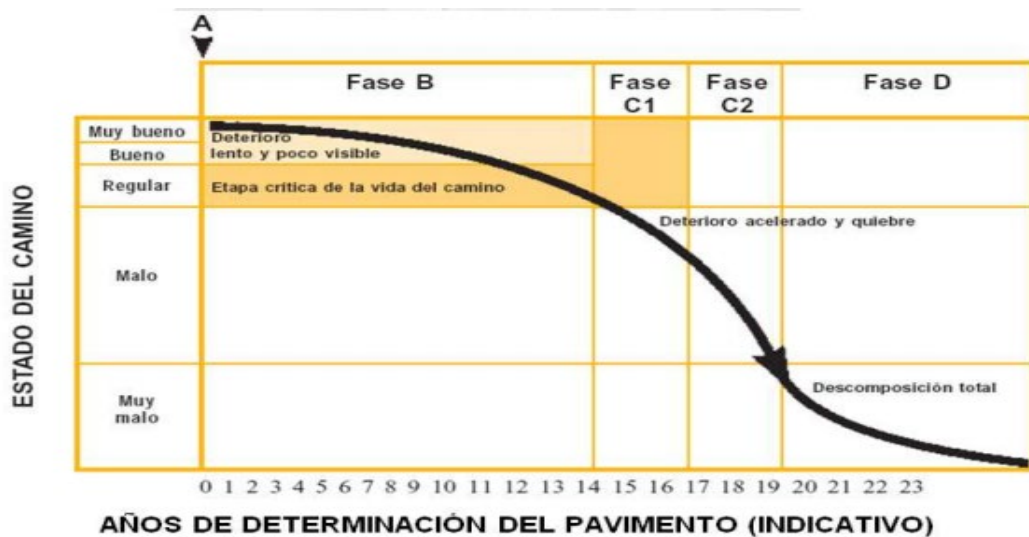 A
Fase B
Fase
C1
Fase
C2
Fase D
Muy bueno
Bueno
Regular
Malo
Muy
malo
Deterioro
lento y poco visible
Etapa crítica de la vida del camino
Deterioro acelerado y quiebre
Descomposición total
ESTADO DEL CAMINO
0 1 2 3 4 5 6 7 8 9 10 11 12 13 14 15 16 17 18 19 20 21 22 23
AÑOS DE DETERMINACIÓN DEL PAVIMENTO (INDICATIVO)